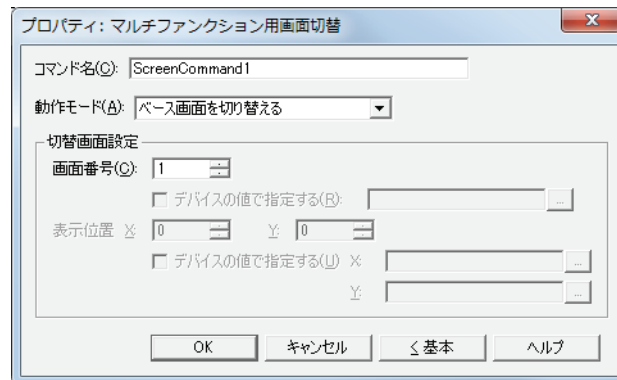 プロパティ: マルチファンクション用画面切替
コマンド名(C): ScreenCommand1
動作モード(A): ベース画面を切り替える
切替画面設定
画面番号(C): 1
デバイスの値で指定する(R): ...
表示位置 X: 0 Y: 0
デバイスの値で指定する(U) X: ...
Y: ...
OK キャンセル < 基本 ヘルプ